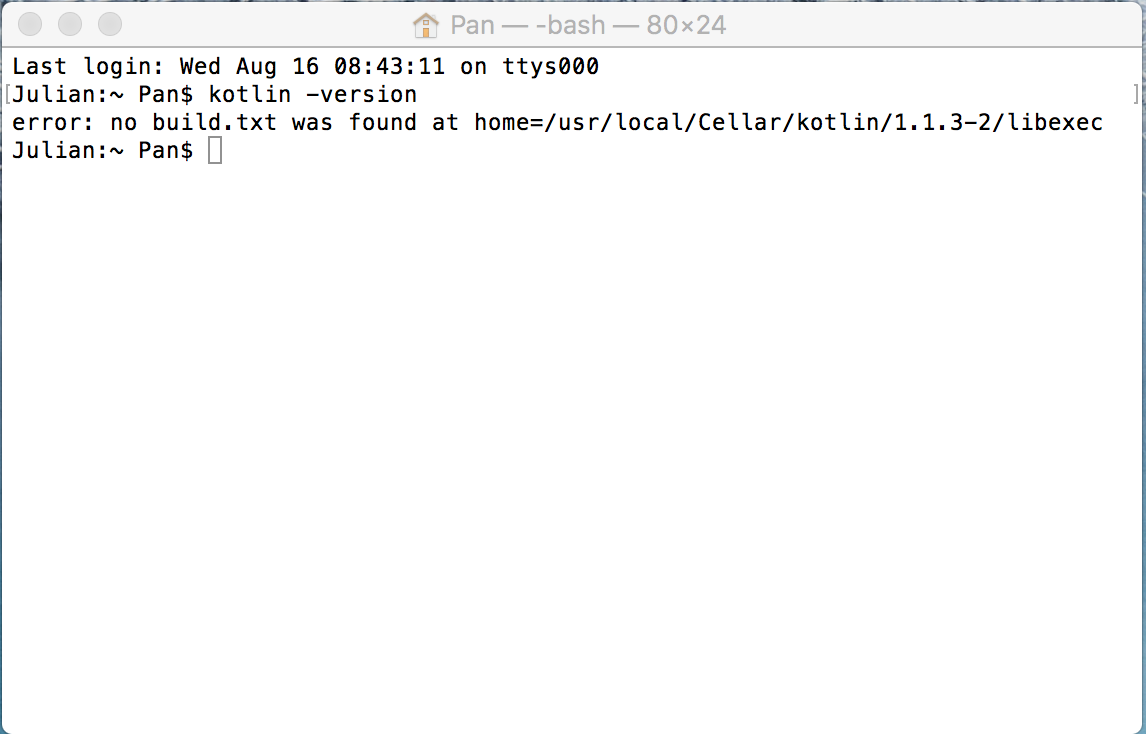 Pan — -bash — 80×24
Last login: Wed Aug 16 08:43:11 on ttys000
[Julian:~ Pan$ kotlin -version ]
error: no build.txt was found at home=/usr/local/Cellar/kotlin/1.1.3-2/libexec
Julian:~ Pan$